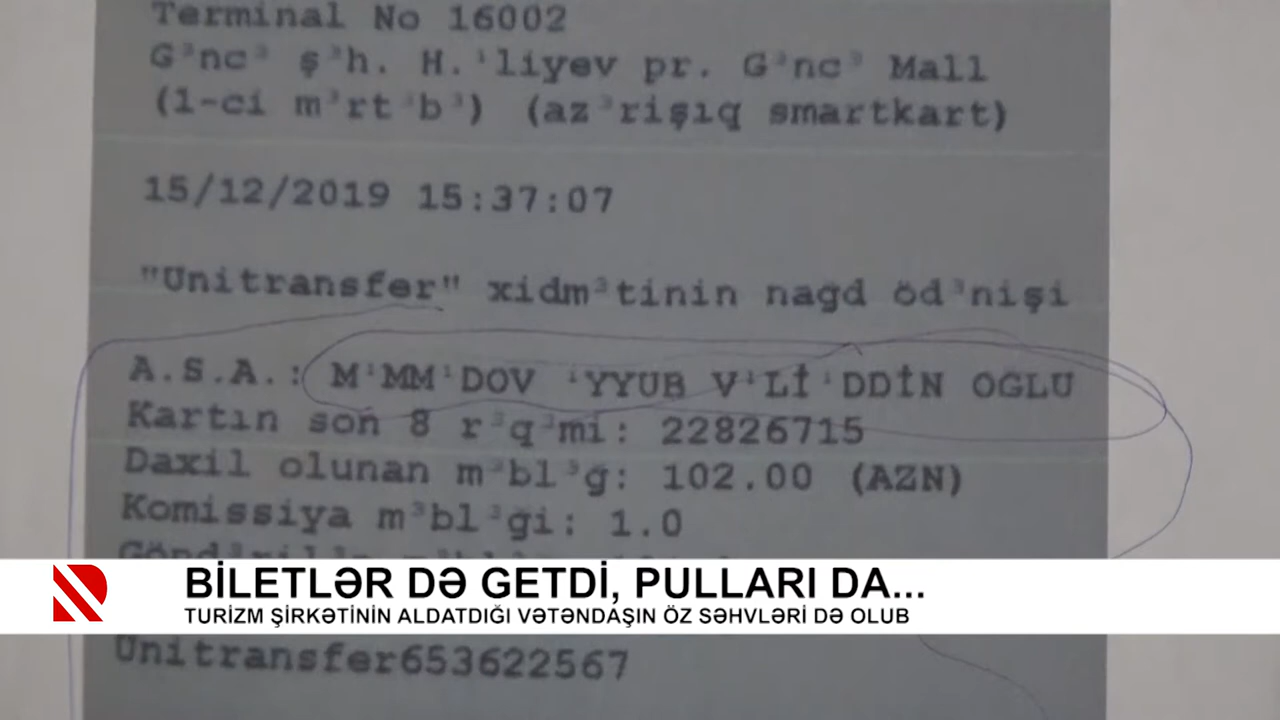 Terminal No 16002
G³nc³ ş³h. H.¹liyev pr. G³nc³ Mall
(1-ci m³rt³b³) (az³rişıq smartkart)
15/12/2019 15:37:07
"Unitransfer" xidm³tinin nağd öd³nişi
A.S.A.: M¹MM¹DOV ¹YYUB V¹Lİ¹DDİN OĞLU
Kartın son 8 r³q³mi: 22826715
Daxil olunan m³bl³ğ: 102.00 (AZN)
Komissiya m³bl³ği: 1.0
BİLETLƏR DƏ GETDİ, PULLARI DA...
TURİZM ŞİRKƏTİNİN ALDATDIĞI VƏTƏNDAŞIN ÖZ SƏHVLƏRİ DƏ OLUB
Unitransfer653622567